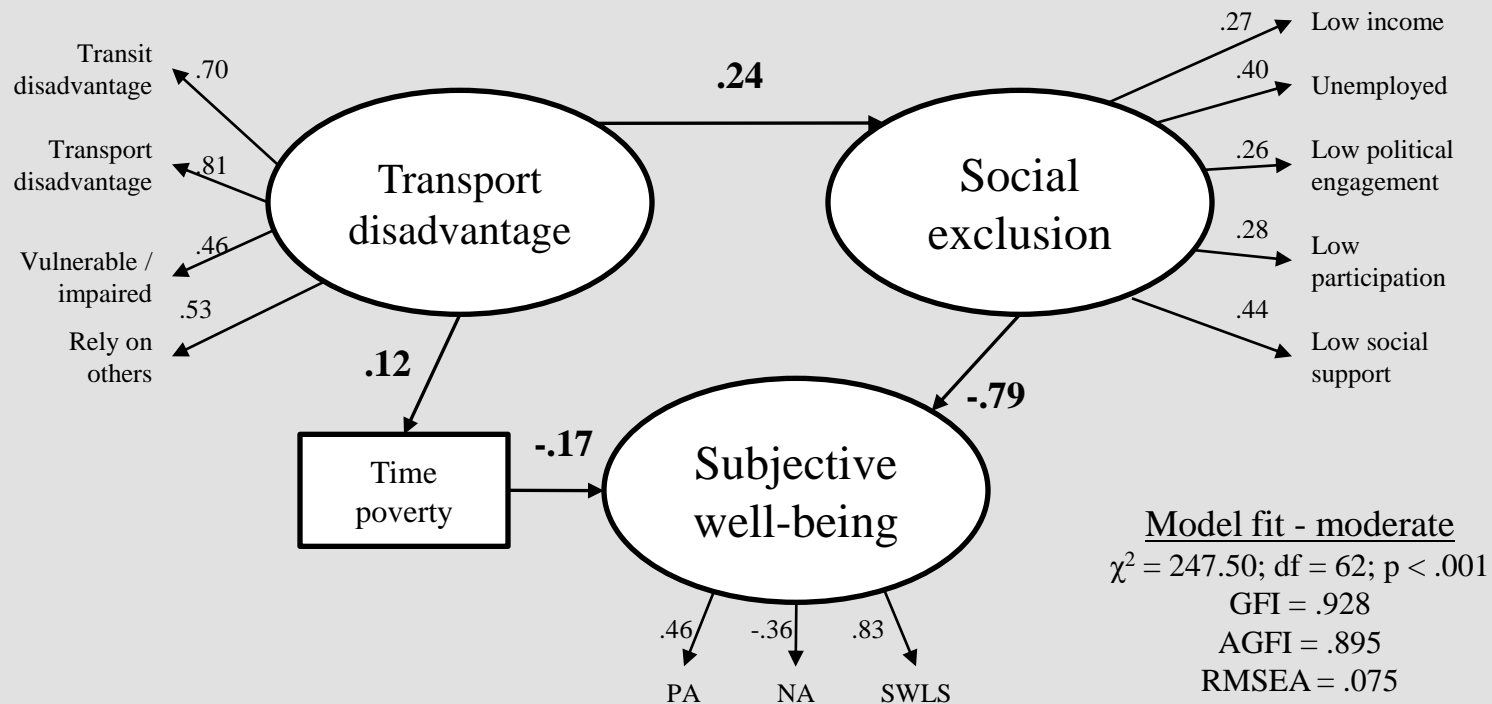 Transit
disadvantage
.70
Transport
disadvantage
.81
Vulnerable /
impaired
.46
Rely on
others
.53
Transport
disadvantage
.24
Social
exclusion
.27
Low income
.40
Unemployed
.26
Low political
engagement
.28
Low
participation
.44
Low social
support
.12
-.79
Time
poverty
-.17
Subjective
well-being
.46
-.36
.83
PA
NA
SWLS
Model fit - moderate
χ² = 247.50; df = 62; p < .001
GFI = .928
AGFI = .895
RMSEA = .075